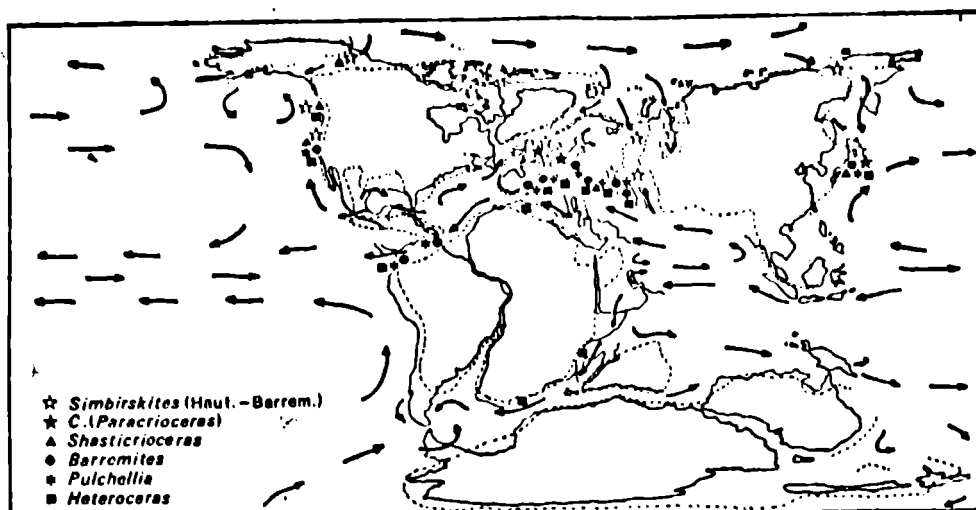 ☆ Simbirskites (Haut.-Barrem.)
★ C. (Paracrioceras)
▲ Shasticrioceras
● Barremites
✱ Pulchellia
■ Heteroceras